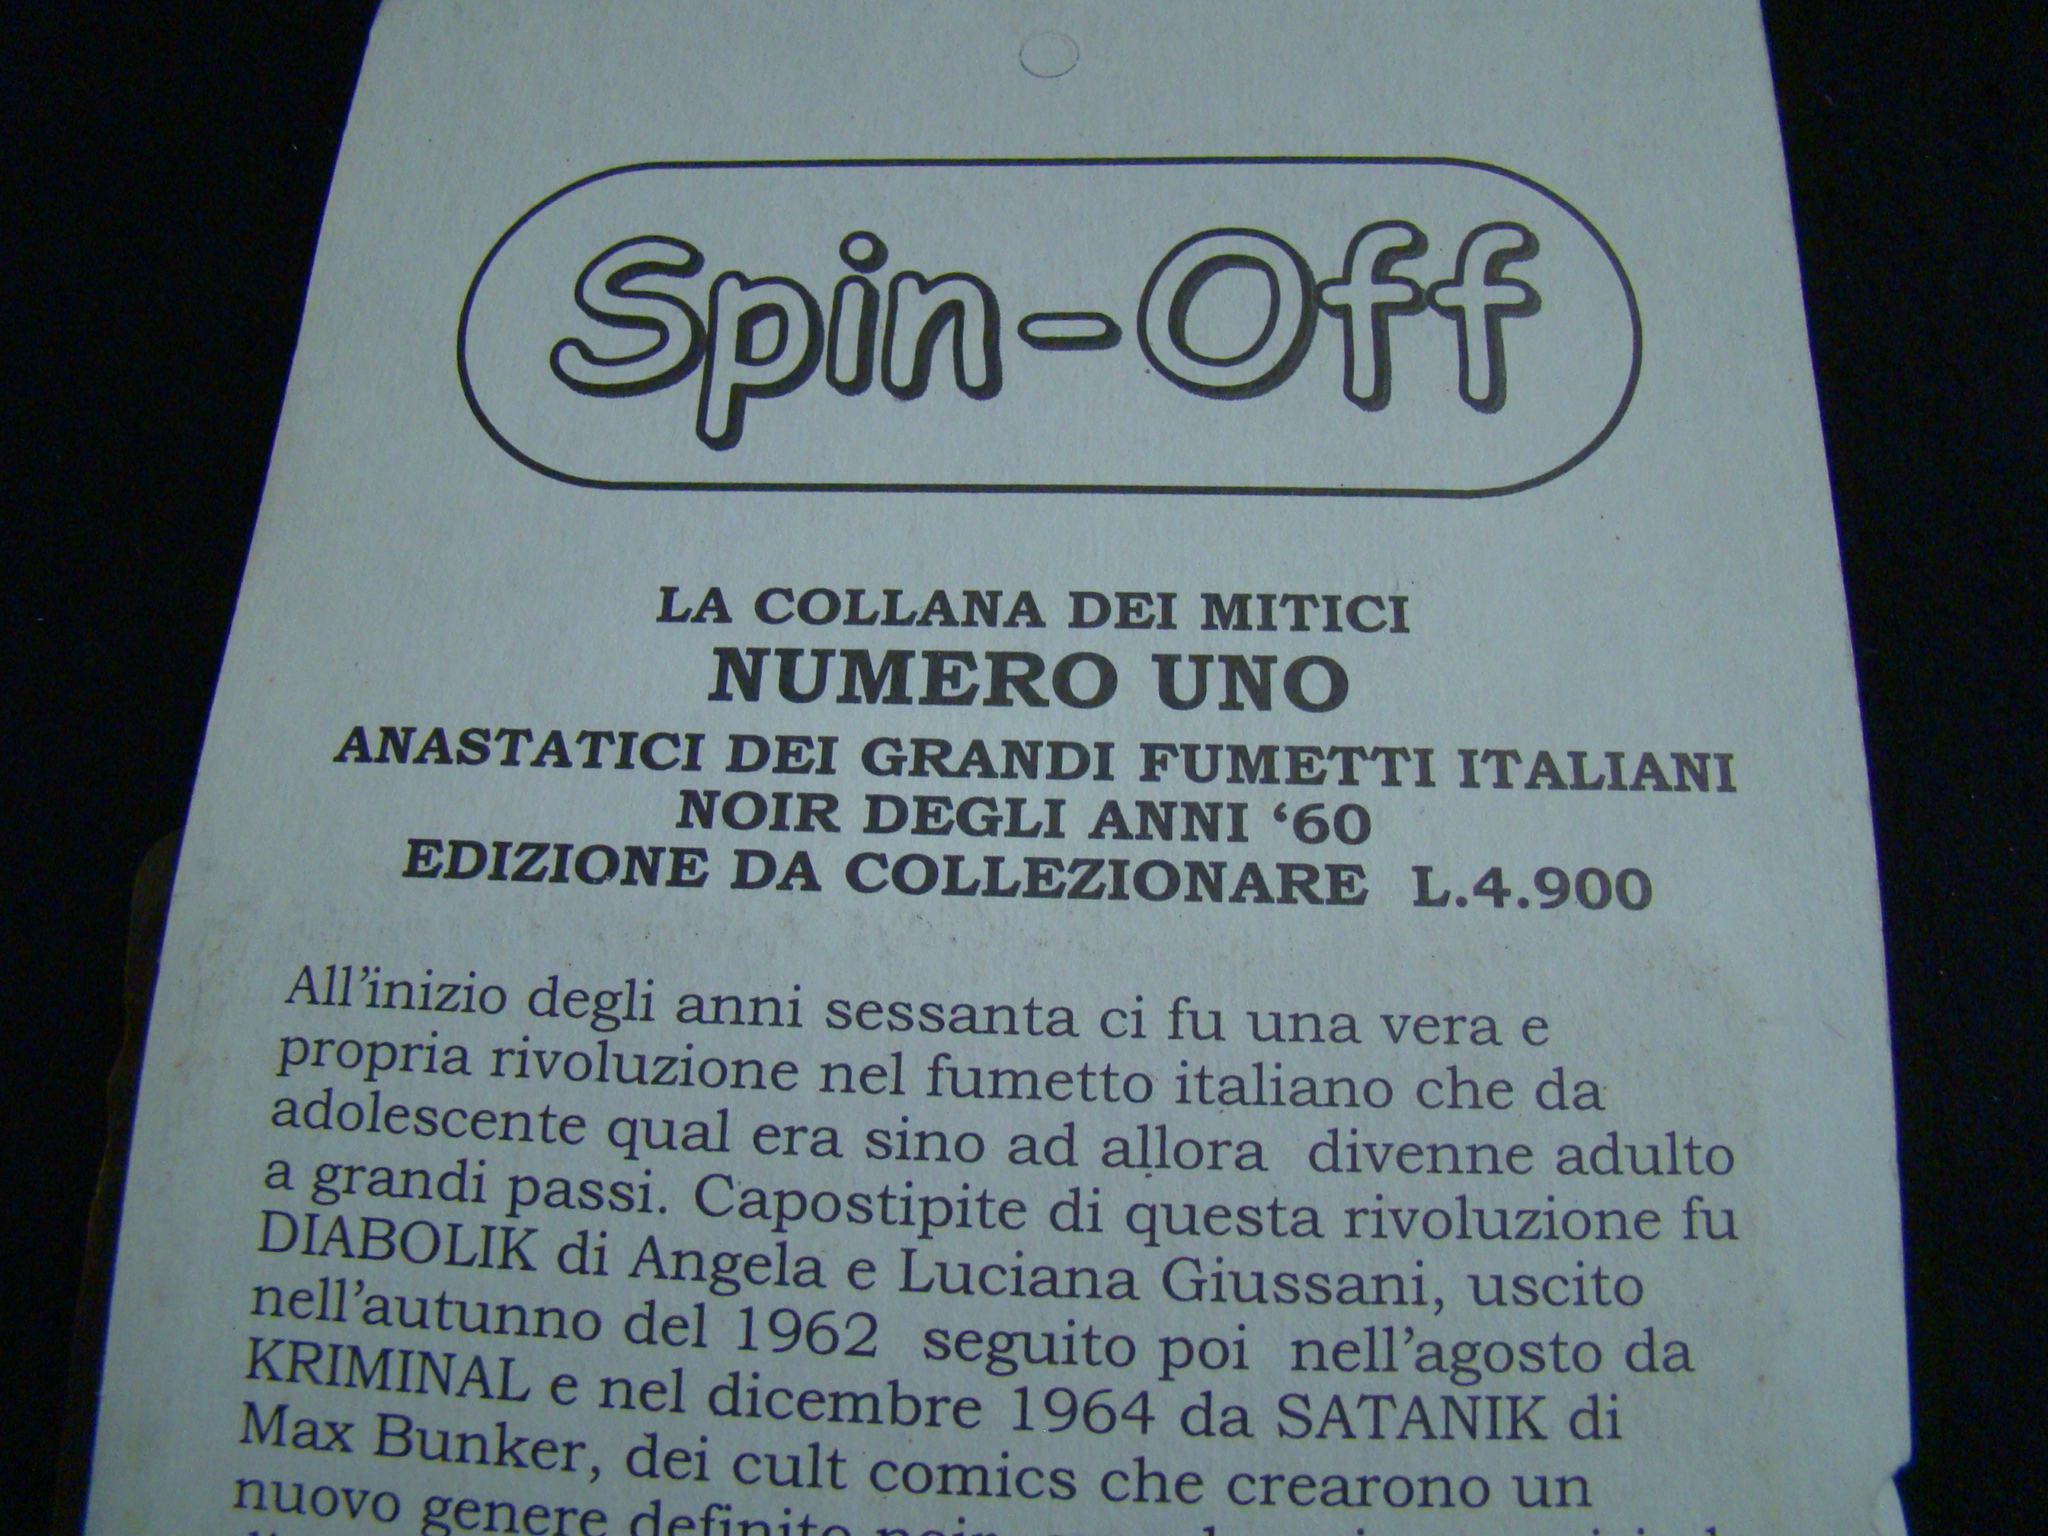 Spin-Off
LA COLLANA DEI MITICI
NUMERO UNO
ANASTATICI DEI GRANDI FUMETTI ITALIANI
NOIR DEGLI ANNI ‘60
EDIZIONE DA COLLEZIONARE L.4.900
All’inizio degli anni sessanta ci fu una vera e
propria rivoluzione nel fumetto italiano che da
adolescente qual era sino ad allora divenne adulto
a grandi passi. Capostipite di questa rivoluzione fu
DIABOLIK di Angela e Luciana Giussani, uscito
nell’autunno del 1962 seguito poi nell’agosto da
KRIMINAL e nel dicembre 1964 da SATANIK di
Max Bunker, dei cult comics che crearono un
nuovo genere definito